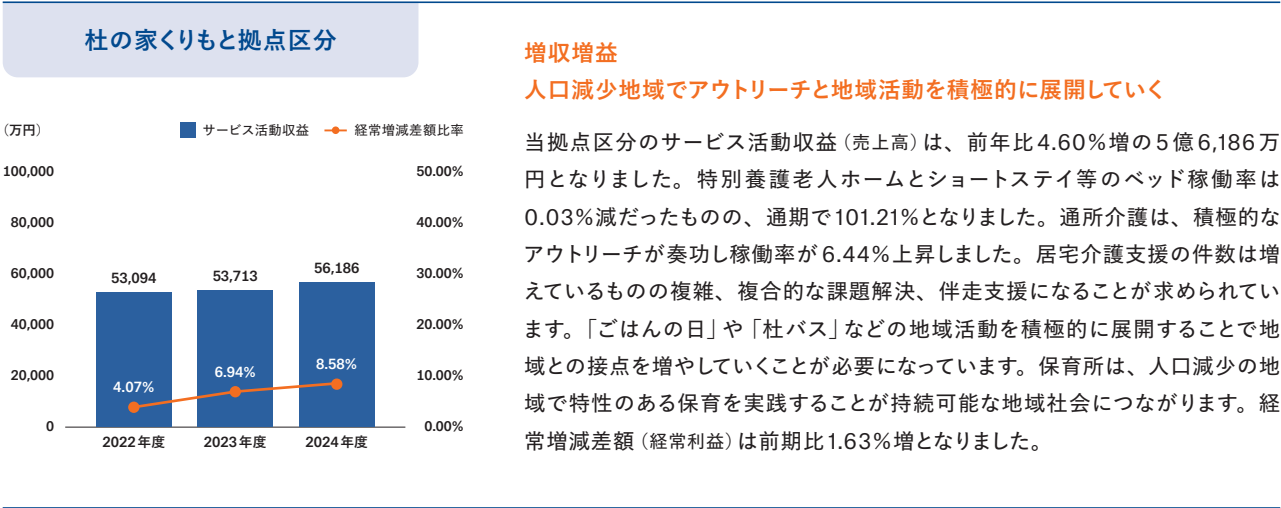 杜の家くりもと拠点区分
（万円）
サービス活動収益 経常増減差額比率
100,000 50.00%
80,000 40.00%
60,000 30.00%
53,094 53,713 56,186
40,000 20.00%
20,000 10.00%
4.07% 6.94% 8.58%
0 0.00%
2022年度 2023年度 2024年度
増収増益
人口減少地域でアウトリーチと地域活動を積極的に展開していく
当拠点区分のサービス活動収益（売上高）は、前年比4.60％増の5億6,186万
円となりました。特別養護老人ホームとショートステイ等のベッド稼働率は
0.03％減だったものの、通期で101.21％となりました。通所介護は、積極的な
アウトリーチが奏功し稼働率が6.44％上昇しました。居宅介護支援の件数は増
えているものの複雑、複合的な課題解決、伴走支援になることが求められてい
ます。「ごはんの日」や「杜バス」などの地域活動を積極的に展開することで地
域との接点を増やしていくことが必要になっています。保育所は、人口減少の地
域で特性のある保育を実践することが持続可能な地域社会につながります。経
常増減差額（経常利益）は前期比1.63％増となりました。